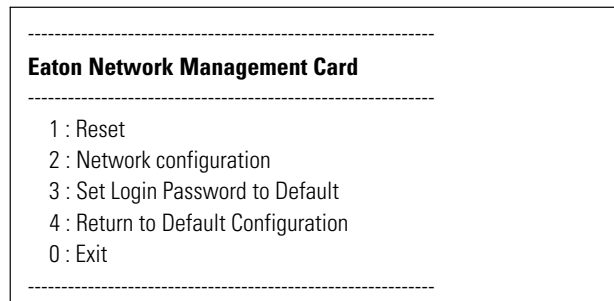 -------------------------------------------------------------
Eaton Network Management Card
-------------------------------------------------------------
1 : Reset
2 : Network configuration
3 : Set Login Password to Default
4 : Return to Default Configuration
0 : Exit
-------------------------------------------------------------